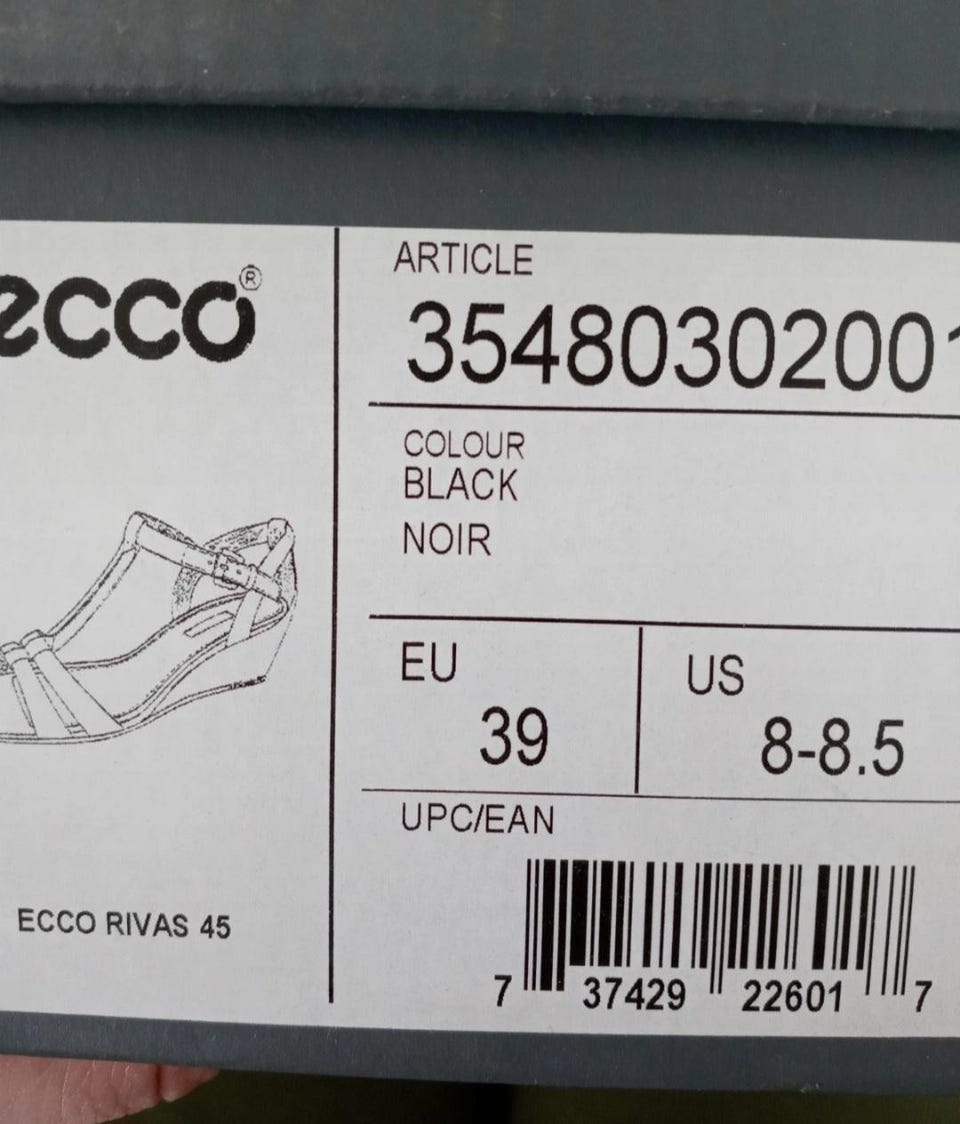 ecco®
ARTICLE
35480302001
COLOUR
BLACK
NOIR
EU
39
US
8-8.5
UPC/EAN
7 37429 22601 7
ECCO RIVAS 45